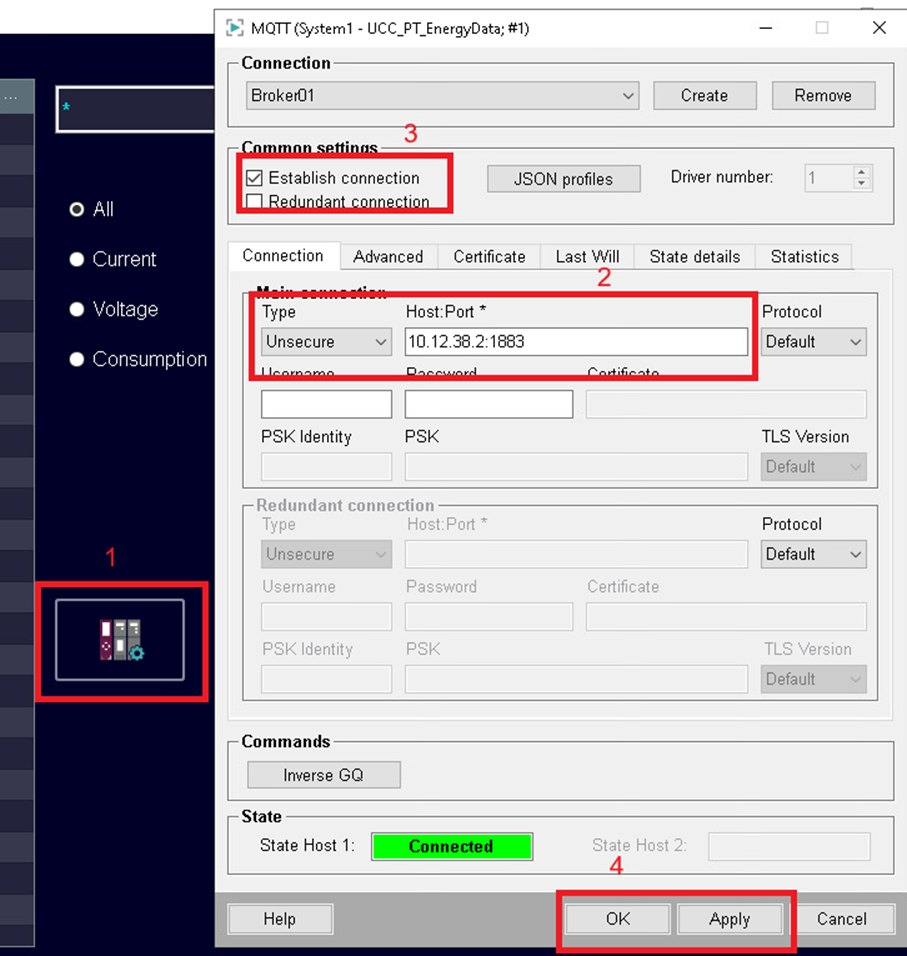 MQTT (System1 - UCC_PT_EnergyData; #1)
...
*
All
Current
Voltage
Consumption
1
Connection
Broker01
Create
Remove
3
Common settings
Establish connection
Redundant connection
JSON profiles
Driver number:
1
Connection
Advanced
Certificate
Last Will
State details
Statistics
2
Main connection
Type
Host:Port *
Protocol
Unsecure
10.12.38.2:1883
Default
Username
Password
Certificate
PSK Identity
PSK
TLS Version
Default
Redundant connection
Type
Host:Port *
Protocol
Unsecure
Default
Username
Password
Certificate
PSK Identity
PSK
TLS Version
Default
Commands
Inverse GQ
State
State Host 1:
Connected
State Host 2:
4
Help
OK
Apply
Cancel